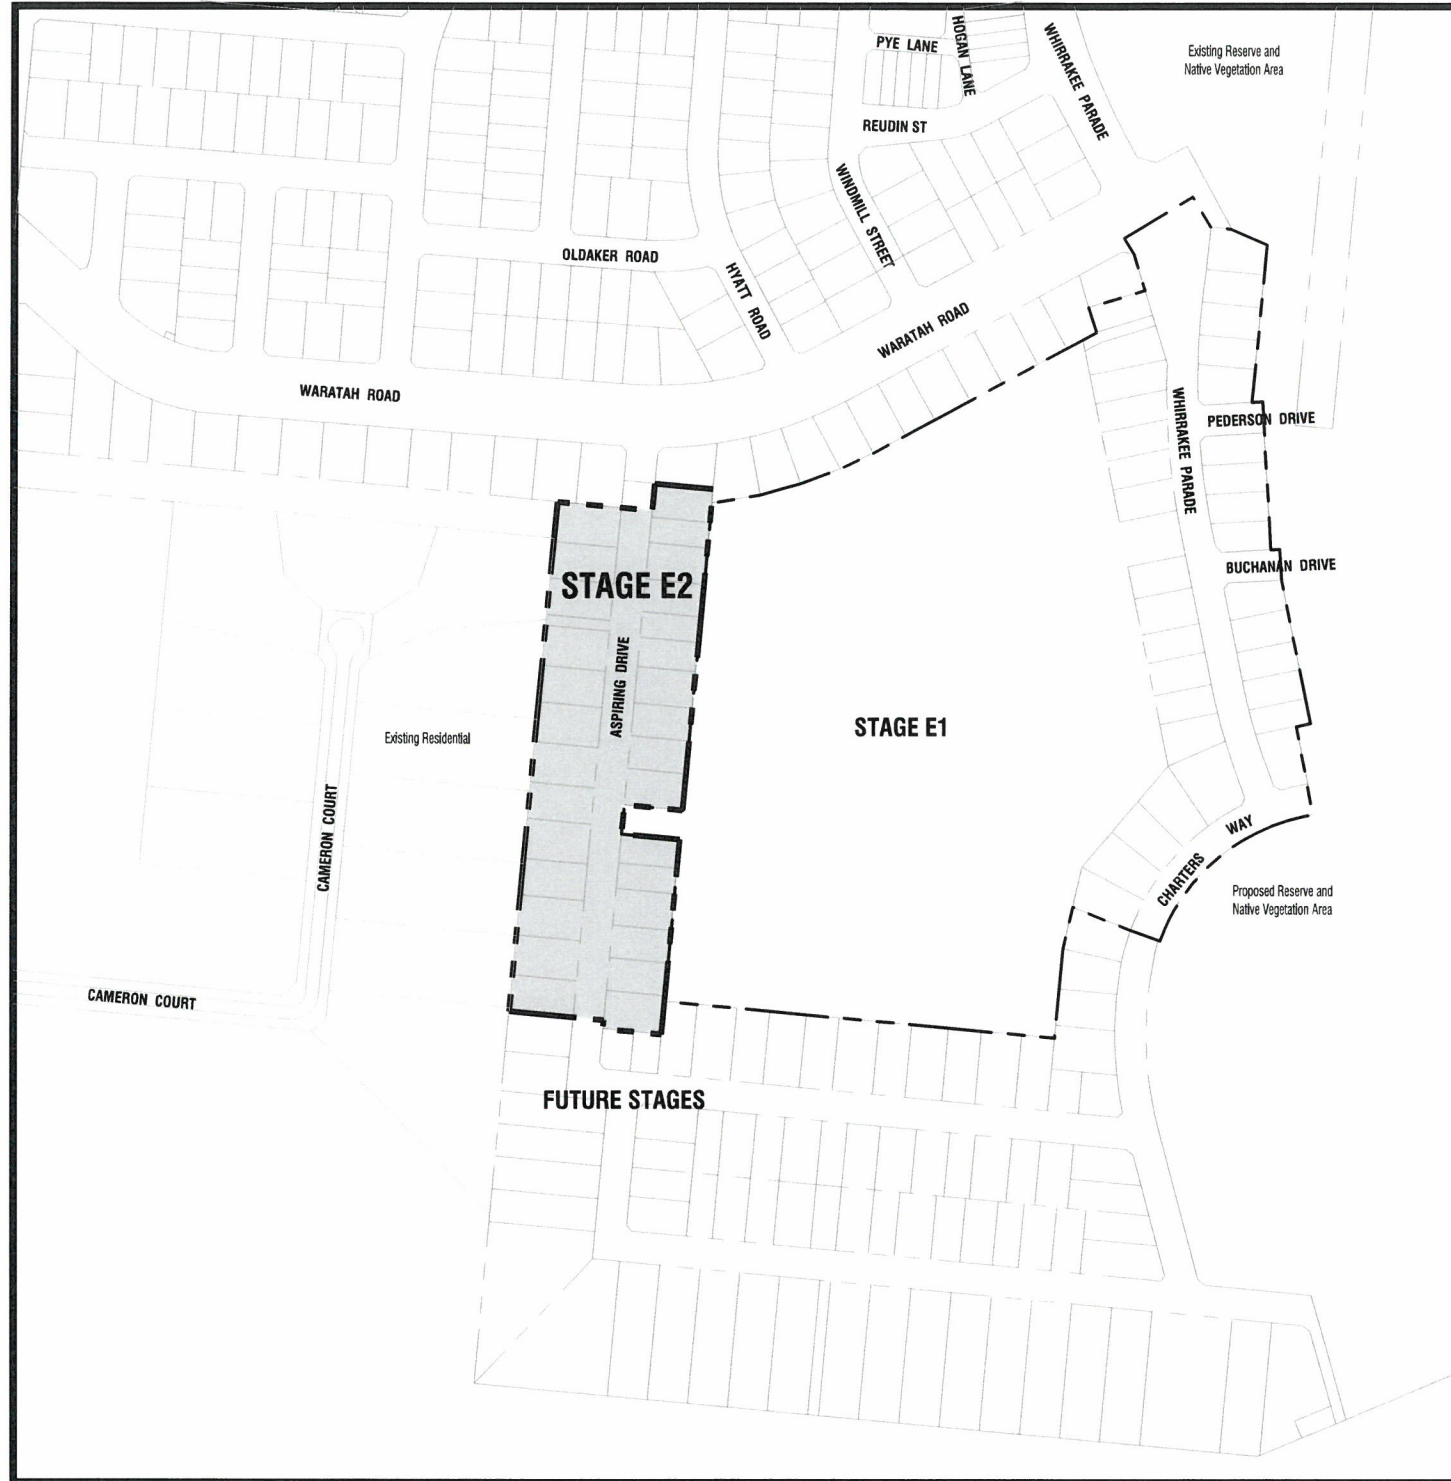 PYE LANE
HOGAN LANE
WHIRRAKEE PARADE
Existing Reserve and
Native Vegetation Area
REUDIN ST
WINDMILL STREET
OLDAKER ROAD
HYATT ROAD
WARATAH ROAD
WARATAH ROAD
WHIRRAKEE PARADE
PEDERSON DRIVE
BUCHANAN DRIVE
STAGE E2
ASPIRING DRIVE
STAGE E1
Existing Residential
CAMERON COURT
CHARTERS WAY
Proposed Reserve and
Native Vegetation Area
CAMERON COURT
FUTURE STAGES